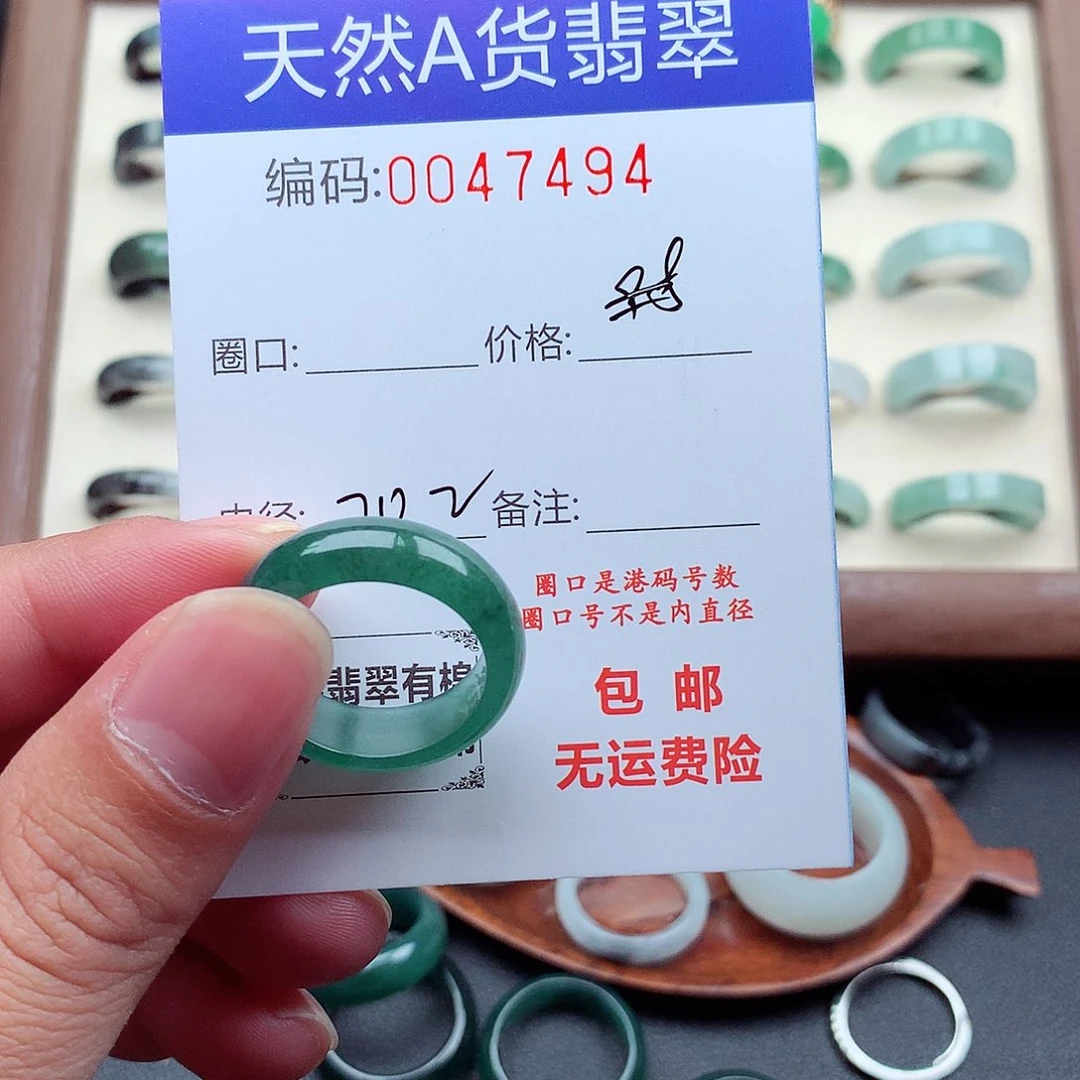 天然A货翡翠
编码:0047494
圈口: 价格:
内径: 备注:
圈口是港码号数
圈口号不是内直径
翡翠有棉
包邮
无运费险